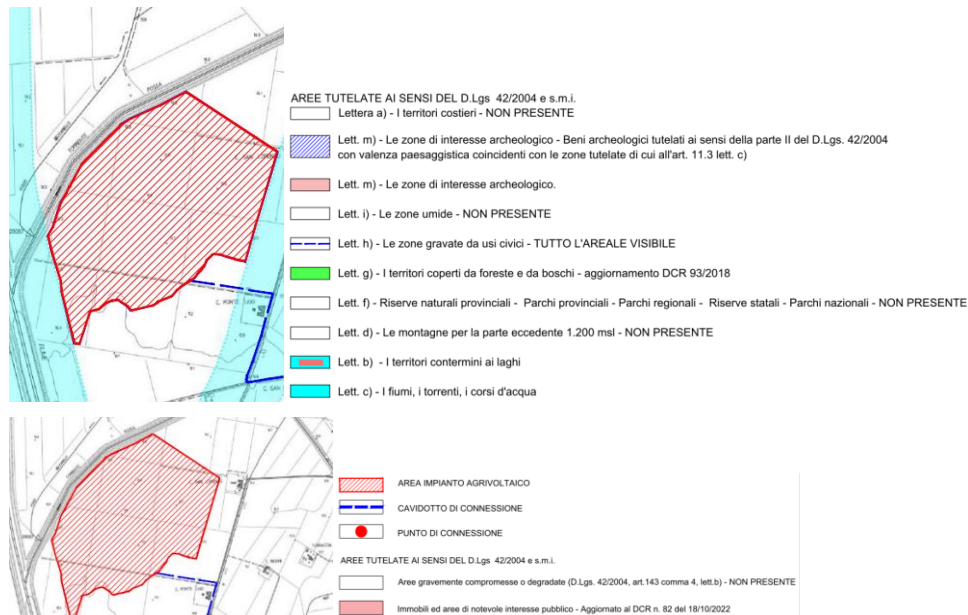 FOSSA
TORRENTE
AREE TUTELATE AI SENSI DEL D.Lgs 42/2004 e s.m.i.
Lettera a) - I territori costieri - NON PRESENTE
Lett. m) - Le zone di interesse archeologico - Beni archeologici tutelati ai sensi della parte II del D.Lgs. 42/2004
con valenza paesaggistica coincidenti con le zone tutelate di cui all'art. 11.3 lett. c)
Lett. m) - Le zone di interesse archeologico.
Lett. i) - Le zone umide - NON PRESENTE
Lett. h) - Le zone gravate da usi civici - TUTTO L'AREALE VISIBILE
Lett. g) - I territori coperti da foreste e da boschi - aggiornamento DCR 93/2018
Lett. f) - Riserve naturali provinciali - Parchi provinciali - Parchi regionali - Riserve statali - Parchi nazionali - NON PRESENTE
Lett. d) - Le montagne per la parte eccedente 1.200 msl - NON PRESENTE
Lett. b) - I territori contermini ai laghi
Lett. c) - I fiumi, i torrenti, i corsi d'acqua
C. SAN
AREA IMPIANTO AGRIVOLTAICO
CAVIDOTTO DI CONNESSIONE
PUNTO DI CONNESSIONE
AREE TUTELATE AI SENSI DEL D.Lgs 42/2004 e s.m.i.
Aree gravemente compromesse o degradate (D.Lgs. 42/2004, art.143 comma 4, lett.b) - NON PRESENTE
Immobili ed aree di notevole interesse pubblico - Aggiornato al DCR n. 82 del 18/10/2022